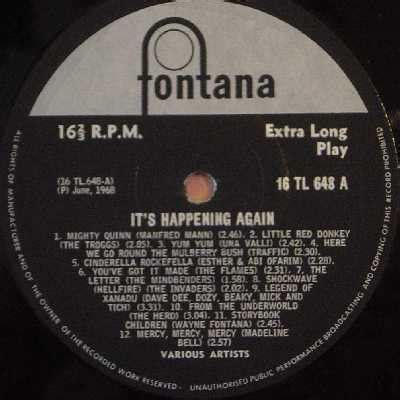 fontana
16⅔ R.P.M.
Extra Long
Play
(16 TL.648-A)
(P) June, 1968
16 TL 648 A
IT'S HAPPENING AGAIN
1. MIGHTY QUINN (MANFRED MANN) (2.46). 2. LITTLE RED DONKEY
(THE TROGGS) (2.05). 3. YUM YUM (UNA VALLI) (2.42). 4. HERE
WE GO ROUND THE MULBERRY BUSH (TRAFFIC) (2.30).
5. CINDERELLA ROCKEFELLA (ESTHER & ABI OFARIM) (2.28).
6. YOU'VE GOT IT MADE (THE FLAMES) (2.31). 7. THE
LETTER (THE MINDBENDERS) (2.58). 8. SHOCKWAVE
(HELLFIRE) (THE INVADERS) (2.02). 9. LEGEND OF
XANADU (DAVE DEE, DOZY, BEAKY, MICK AND
TICH) (3.31). 10. FROM THE UNDERWORLD
(THE HERD) (3.04). 11. STORYBOOK
CHILDREN (WAYNE FONTANA) (2.45).
12. MERCY, MERCY, MERCY (MADELINE
BELL) (2.57)
VARIOUS ARTISTS
ALL RIGHTS OF THE MANUFACTURER AND OF THE OWNER OF THE RECORDED WORK RESERVED - UNAUTHORISED PUBLIC PERFORMANCE BROADCASTING AND COPYING OF THIS RECORD PROHIBITED